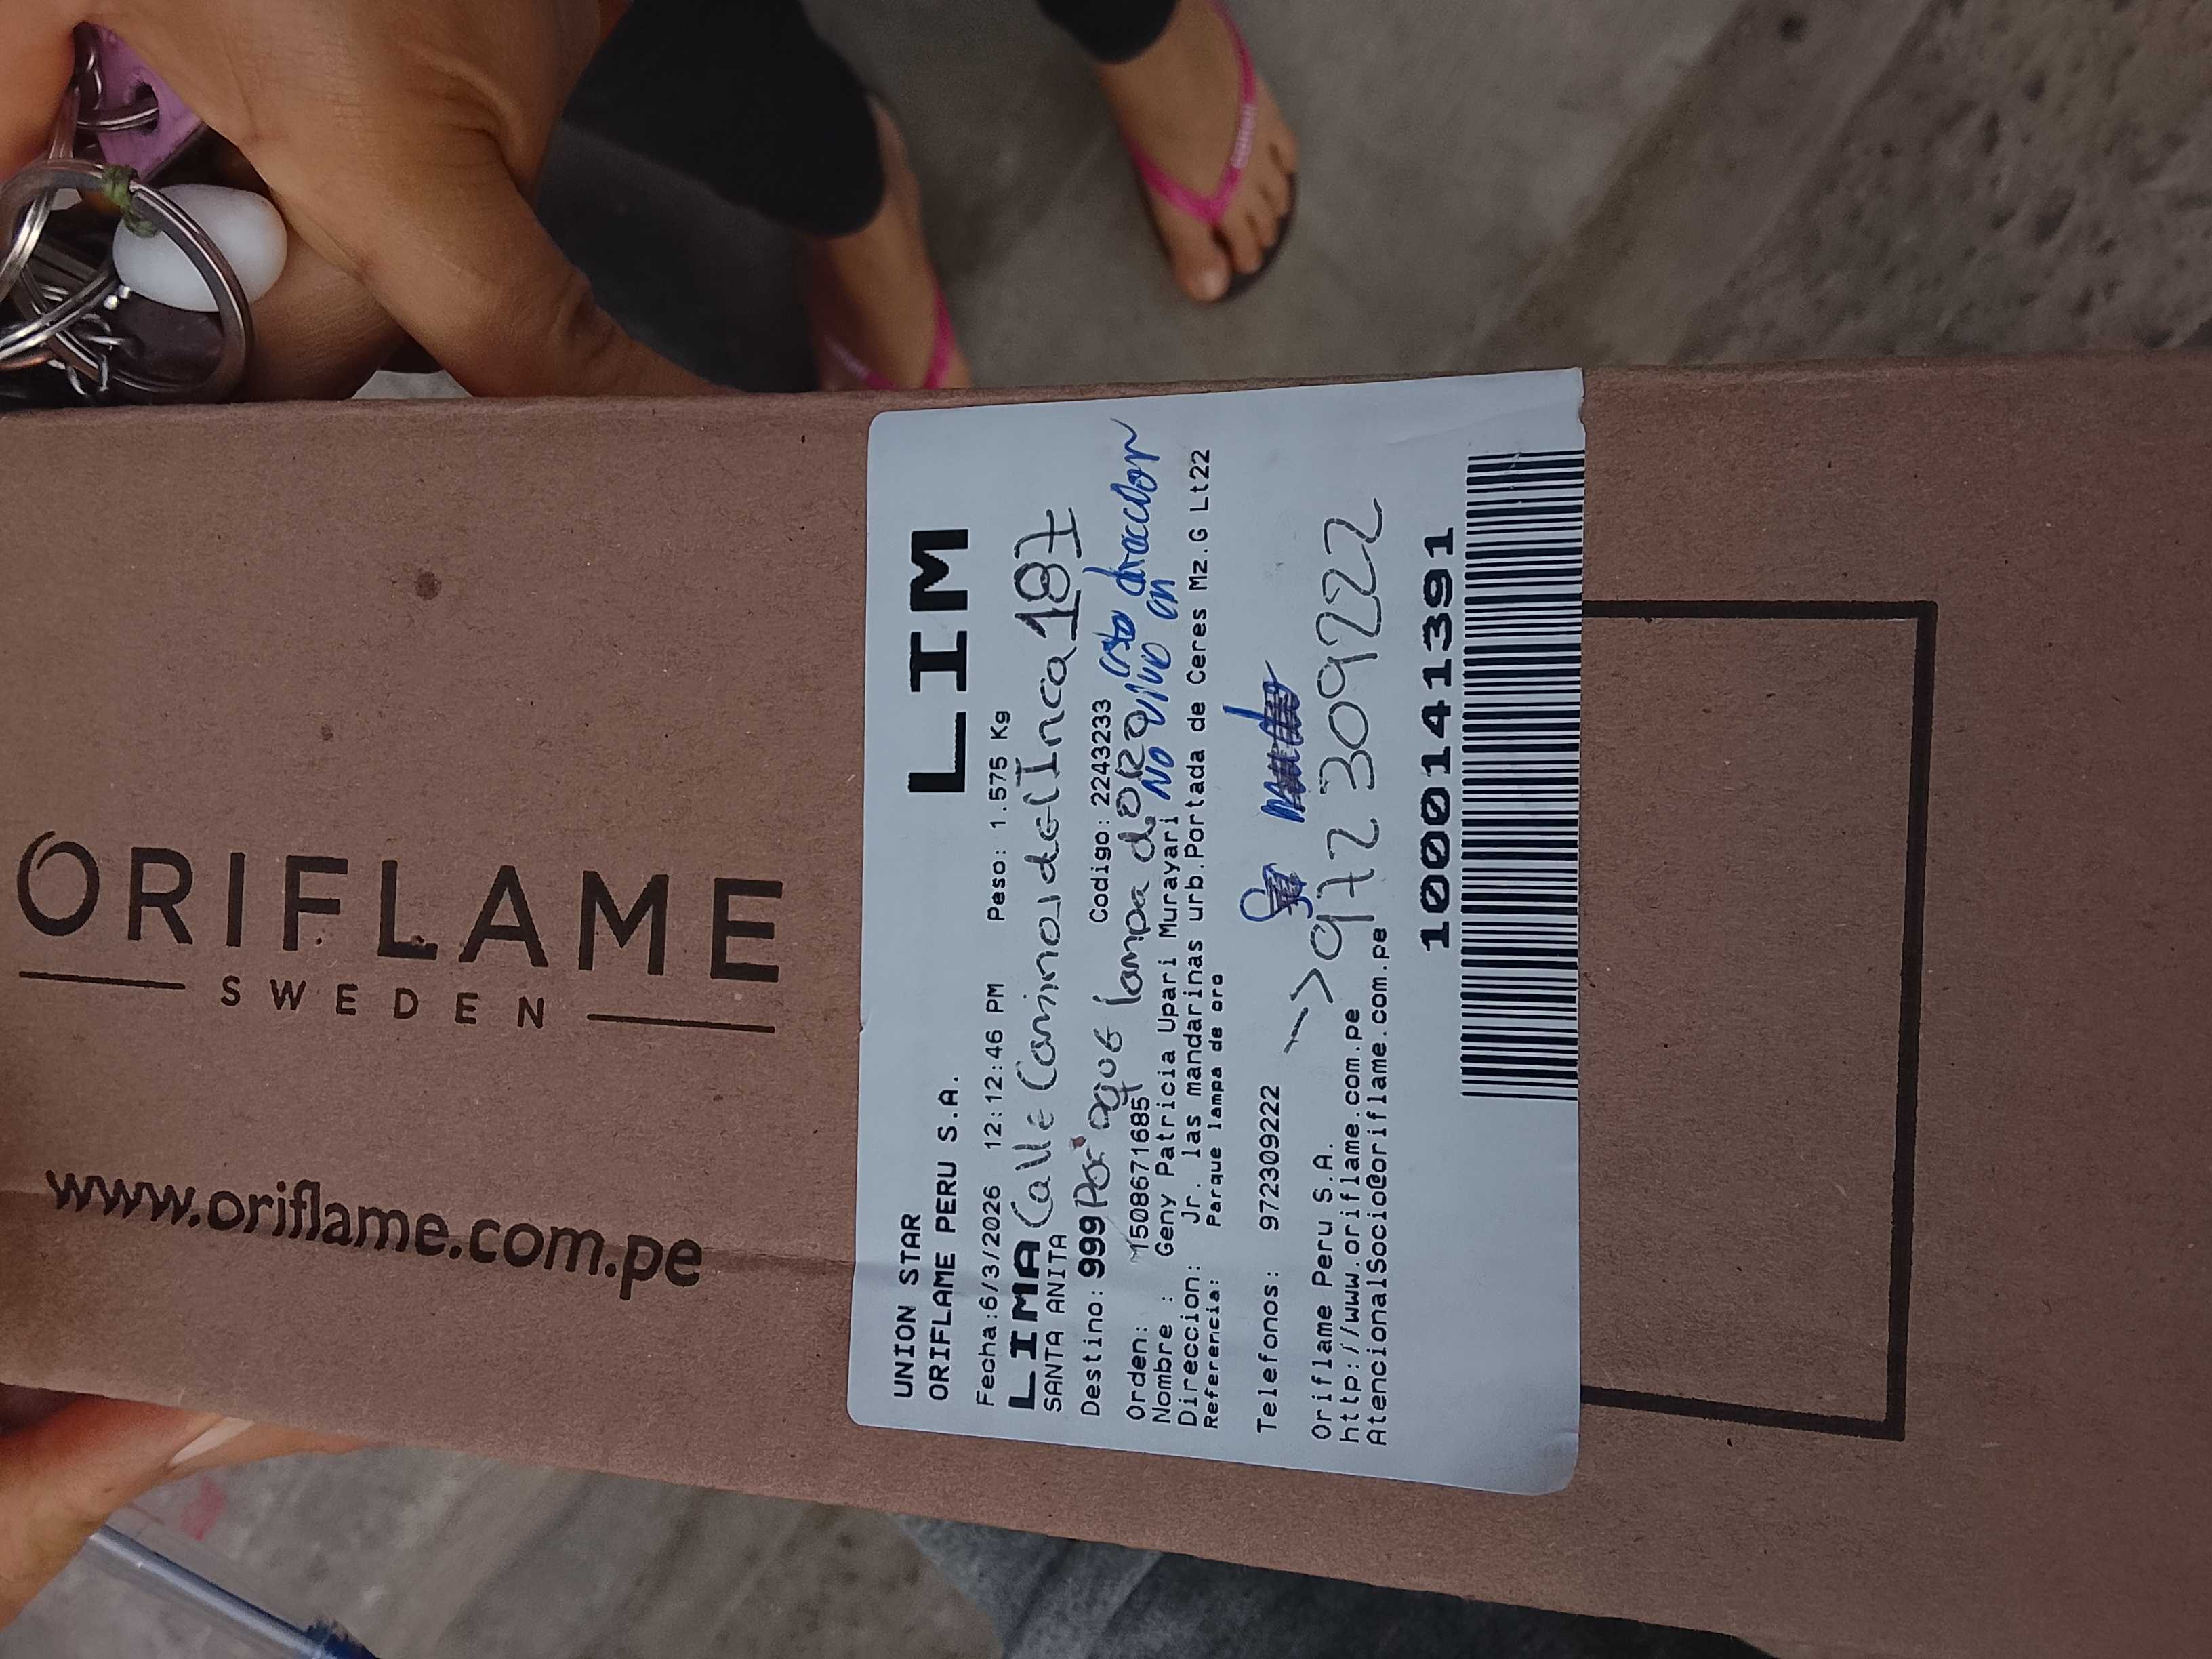 ORIFLAME
SWEDEN
www.oriflame.com.pe
UNION STAR
ORIFLAME PERU S.A.
LIM
Fecha:6/3/2026 12:12:46 PM Peso: 1.575 Kg
LIMA Calle Caminos del Inca 187
SANTA ANITA
Destino: 999 Codigo: 2243233
Parque lampa de ORO
No vivo en esta direccion
Orden: 1508671685
Nombre : Geny Patricia Upari Murayari
Direccion: Jr. las mandarinas urb.Portada de Ceres Mz.G Lt22
Referencia: Parque lampa de oro
Telefonos: 972309222
-> 972309222
Oriflame Peru S.A.
http://www.oriflame.com.pe
AtencionalSocio@oriflame.com.pe
1000141391